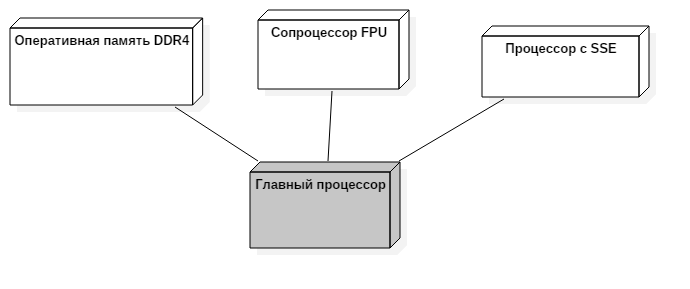 Оперативная память DDR4
Сопроцессор FPU
Процессор с SSE
Главный процессор